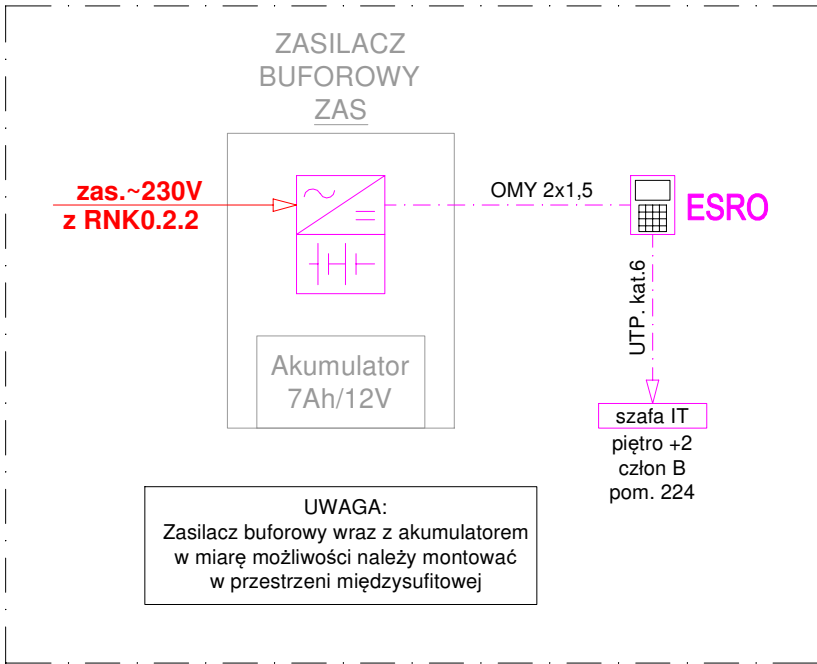 ZASILACZ
BUFOROWY
ZAS
zas.~230V
z RNK0.2.2
OMY 2x1,5
ESRO
UTP. kat.6
Akumulator
7Ah/12V
szafa IT
piętro +2
człon B
pom. 224
UWAGA:
Zasilacz buforowy wraz z akumulatorem
w miarę możliwości należy montować
w przestrzeni międzysufitowej